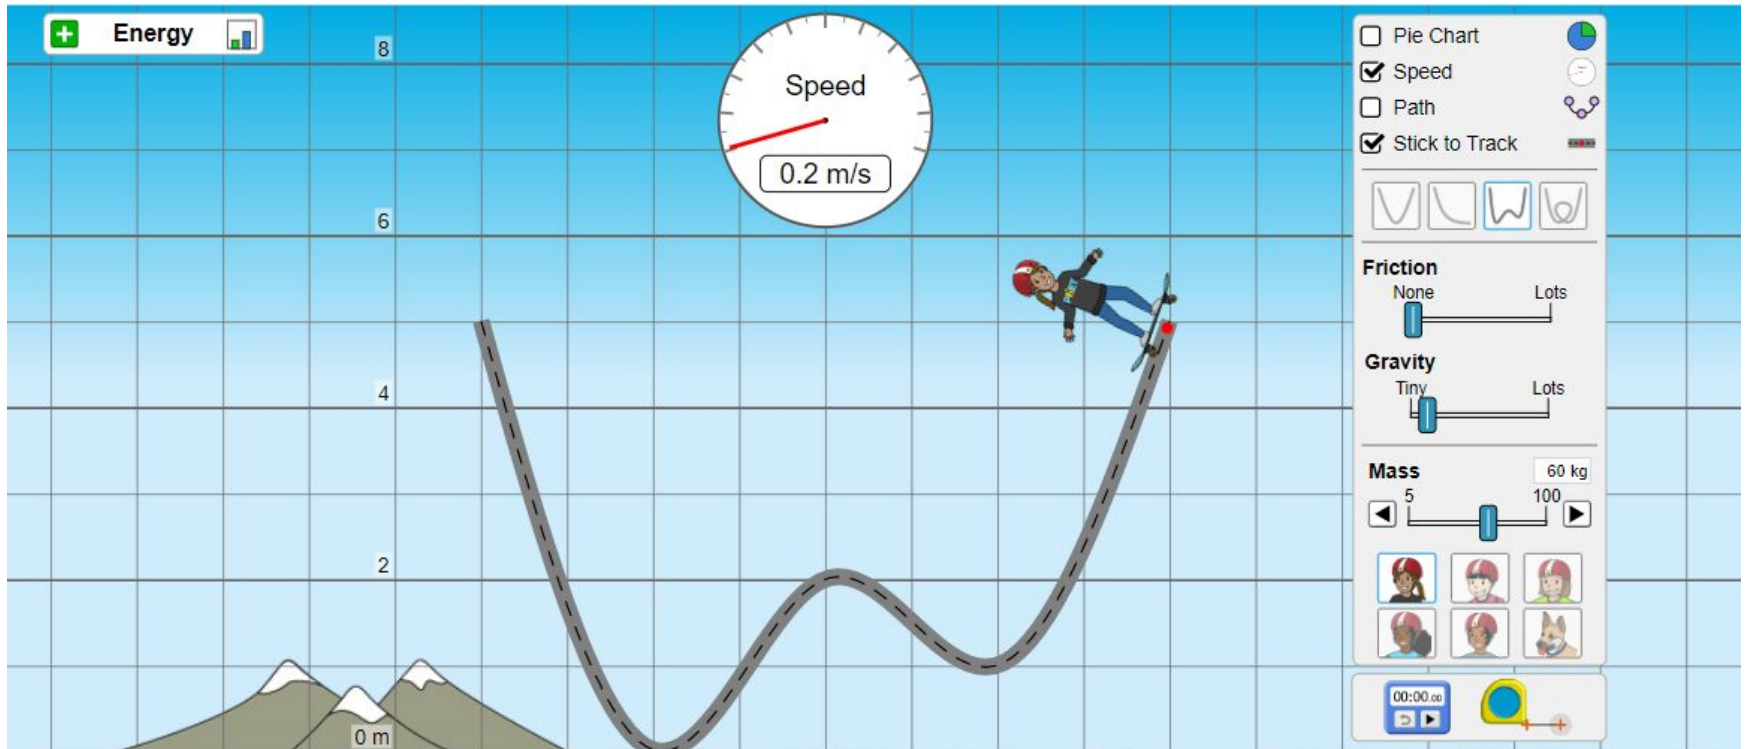 Energy
8
6
4
2
0 m
Speed
0.2 m/s
PhET
Pie Chart
Speed
Path
Stick to Track
Friction
None Lots
Gravity
Tiny Lots
Mass 60 kg
5 100
00:00.00